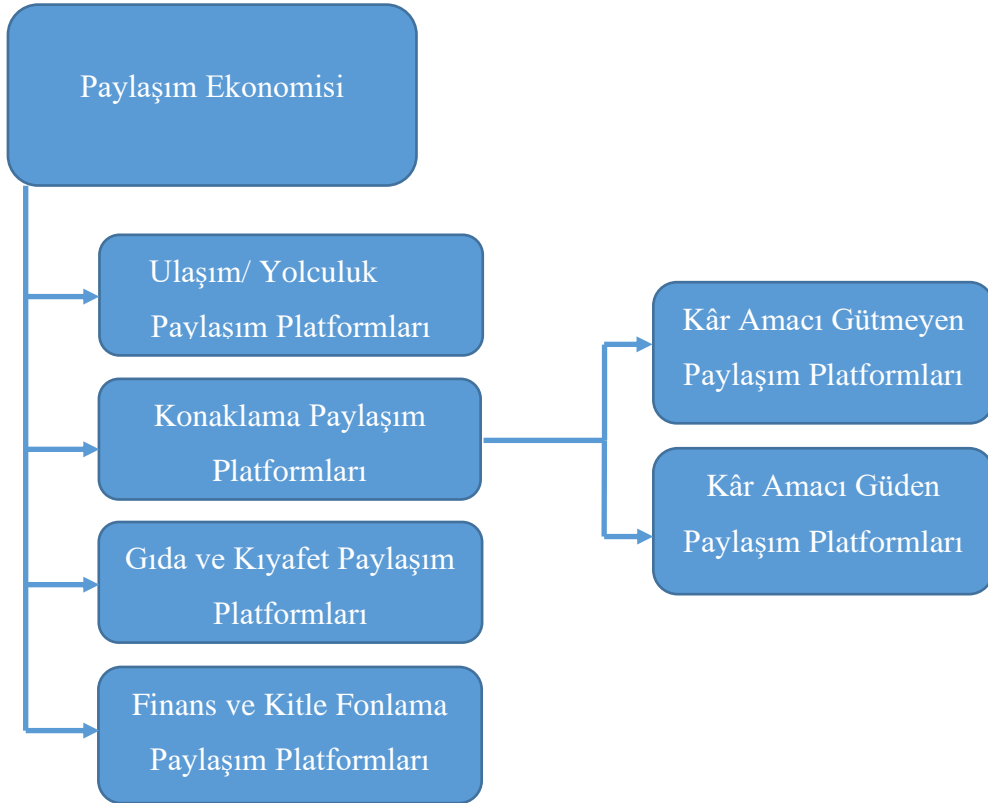 Paylaşım Ekonomisi
Ulaşım/ Yolculuk
Paylaşım Platformları
Konaklama Paylaşım
Platformları
Gıda ve Kıyafet Paylaşım
Platformları
Finans ve Kitle Fonlama
Paylaşım Platformları
Kâr Amacı Gütmeyen
Paylaşım Platformları
Kâr Amacı Güden
Paylaşım Platformları